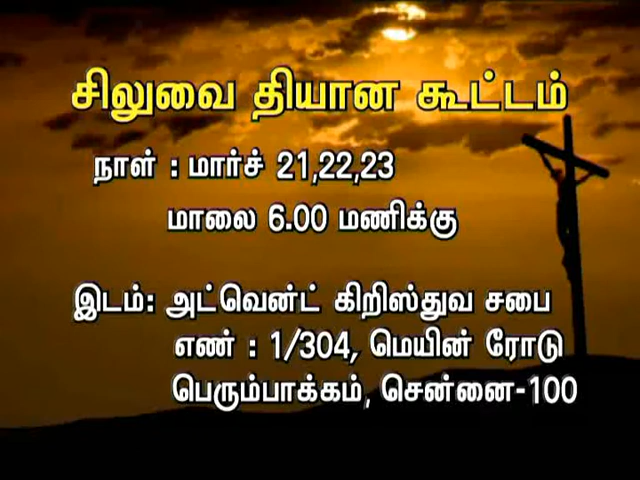 சிலுவை தியான கூட்டம்
நாள் : மார்ச் 21,22,23
மாலை 6.00 மணிக்கு
இடம்: அட்வென்ட் கிறிஸ்துவ சபை
எண் : 1/304, மெயின் ரோடு
பெரும்பாக்கம், சென்னை-100